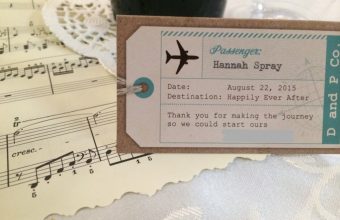 Passenger:
Hannah Spray
Date: August 22, 2015
Destination: Happily Ever After
Thank you for making the journey
so we could start ours
D and P Co.
cresc.